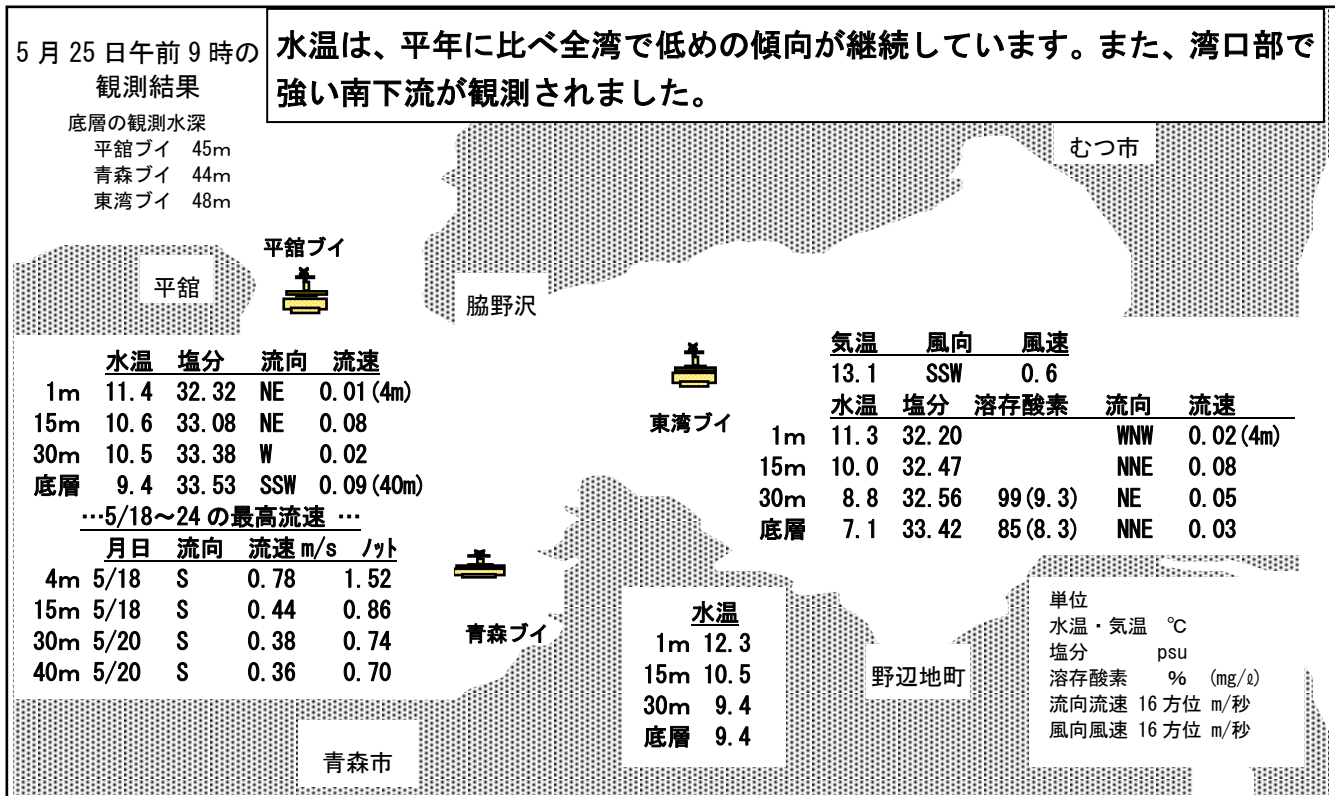 5月25日午前9時の
観測結果
底層の観測水深
平舘ブイ 45m
青森ブイ 44m
東湾ブイ 48m
水温は、平年に比べ全湾で低めの傾向が継続しています。また、湾口部で
強い南下流が観測されました。
むつ市
平舘ブイ
平舘
脇野沢
水温 塩分 流向 流速
1m 11.4 32.32 NE 0.01(4m)
15m 10.6 33.08 NE 0.08
30m 10.5 33.38 W 0.02
底層 9.4 33.53 SSW 0.09(40m)
…5/18~24の最高流速…
月日 流向 流速m/s ノット
4m 5/18 S 0.78 1.52
15m 5/18 S 0.44 0.86
30m 5/20 S 0.38 0.74
40m 5/20 S 0.36 0.70
東湾ブイ
気温 風向 風速
13.1 SSW 0.6
水温 塩分 溶存酸素 流向 流速
1m 11.3 32.20 WNW 0.02(4m)
15m 10.0 32.47 NNE 0.08
30m 8.8 32.56 99(9.3) NE 0.05
底層 7.1 33.42 85(8.3) NNE 0.03
青森ブイ
水温
1m 12.3
15m 10.5
30m 9.4
底層 9.4
野辺地町
青森市
単位
水温・気温 ℃
塩分 psu
溶存酸素 % (mg/ℓ)
流向流速 16方位 m/秒
風向風速 16方位 m/秒